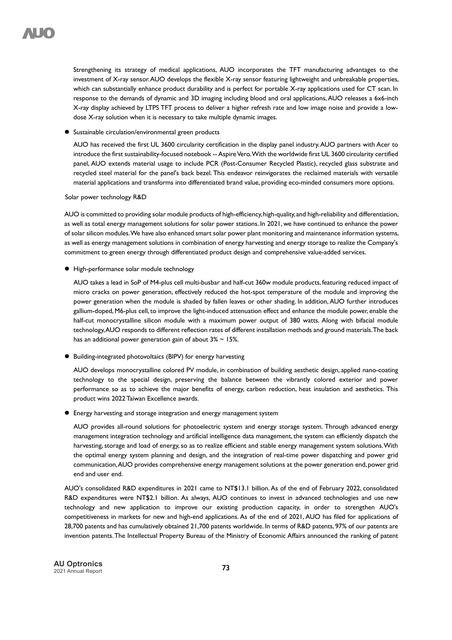 AUO
Strengthening its strategy of medical applications, AUO incorporates the TFT manufacturing advantages to the
investment of X-ray sensor. AUO develops the flexible X-ray sensor featuring lightweight and unbreakable properties,
which can substantially enhance product durability and is perfect for portable X-ray applications used for CT scan. In
response to the demands of dynamic and 3D imaging including blood and oral applications, AUO releases a 6x6-inch
X-ray display achieved by LTPS TFT process to deliver a higher refresh rate and low image noise and provide a low-
dose X-ray solution when it is necessary to take multiple dynamic images.
● Sustainable circulation/environmental green products
AUO has received the first UL 3600 circularity certification in the display panel industry. AUO partners with Acer to
introduce the first sustainability-focused notebook -- Aspire Vero. With the worldwide first UL 3600 circularity certified
panel, AUO extends material usage to include PCR (Post-Consumer Recycled Plastic), recycled glass substrate and
recycled steel material for the panel's back bezel. This endeavor reinvigorates the reclaimed materials with versatile
material applications and transforms into differentiated brand value, providing eco-minded consumers more options.
Solar power technology R&D
AUO is committed to providing solar module products of high-efficiency, high-quality, and high-reliability and differentiation,
as well as total energy management solutions for solar power stations. In 2021, we have continued to enhance the power
of solar silicon modules. We have also enhanced smart solar power plant monitoring and maintenance information systems,
as well as energy management solutions in combination of energy harvesting and energy storage to realize the Company's
commitment to green energy through differentiated product design and comprehensive value-added services.
● High-performance solar module technology
AUO takes a lead in SoP of M4-plus cell multi-busbar and half-cut 360w module products, featuring reduced impact of
micro cracks on power generation, effectively reduced the hot-spot temperature of the module and improving the
power generation when the module is shaded by fallen leaves or other shading. In addition, AUO further introduces
gallium-doped, M6-plus cell, to improve the light-induced attenuation effect and enhance the module power, enable the
half-cut monocrystalline silicon module with a maximum power output of 380 watts. Along with bifacial module
technology, AUO responds to different reflection rates of different installation methods and ground materials. The back
has an additional power generation gain of about 3% ~ 15%.
● Building-integrated photovoltaics (BIPV) for energy harvesting
AUO develops monocrystalline colored PV module, in combination of building aesthetic design, applied nano-coating
technology to the special design, preserving the balance between the vibrantly colored exterior and power
performance so as to achieve the major benefits of energy, carbon reduction, heat insulation and aesthetics. This
product wins 2022 Taiwan Excellence awards.
● Energy harvesting and storage integration and energy management system
AUO provides all-round solutions for photoelectric system and energy storage system. Through advanced energy
management integration technology and artificial intelligence data management, the system can efficiently dispatch the
harvesting, storage and load of energy, so as to realize efficient and stable energy management system solutions. With
the optimal energy system planning and design, and the integration of real-time power dispatching and power grid
communication, AUO provides comprehensive energy management solutions at the power generation end, power grid
end and user end.
AUO's consolidated R&D expenditures in 2021 came to NT$13.1 billion. As of the end of February 2022, consolidated
R&D expenditures were NT$2.1 billion. As always, AUO continues to invest in advanced technologies and use new
technology and new application to improve our existing production capacity, in order to strengthen AUO's
competitiveness in markets for new and high-end applications. As of the end of 2021, AUO has filed for applications of
28,700 patents and has cumulatively obtained 21,700 patents worldwide. In terms of R&D patents, 97% of our patents are
invention patents. The Intellectual Property Bureau of the Ministry of Economic Affairs announced the ranking of patent
AU Optronics
2021 Annual Report
73